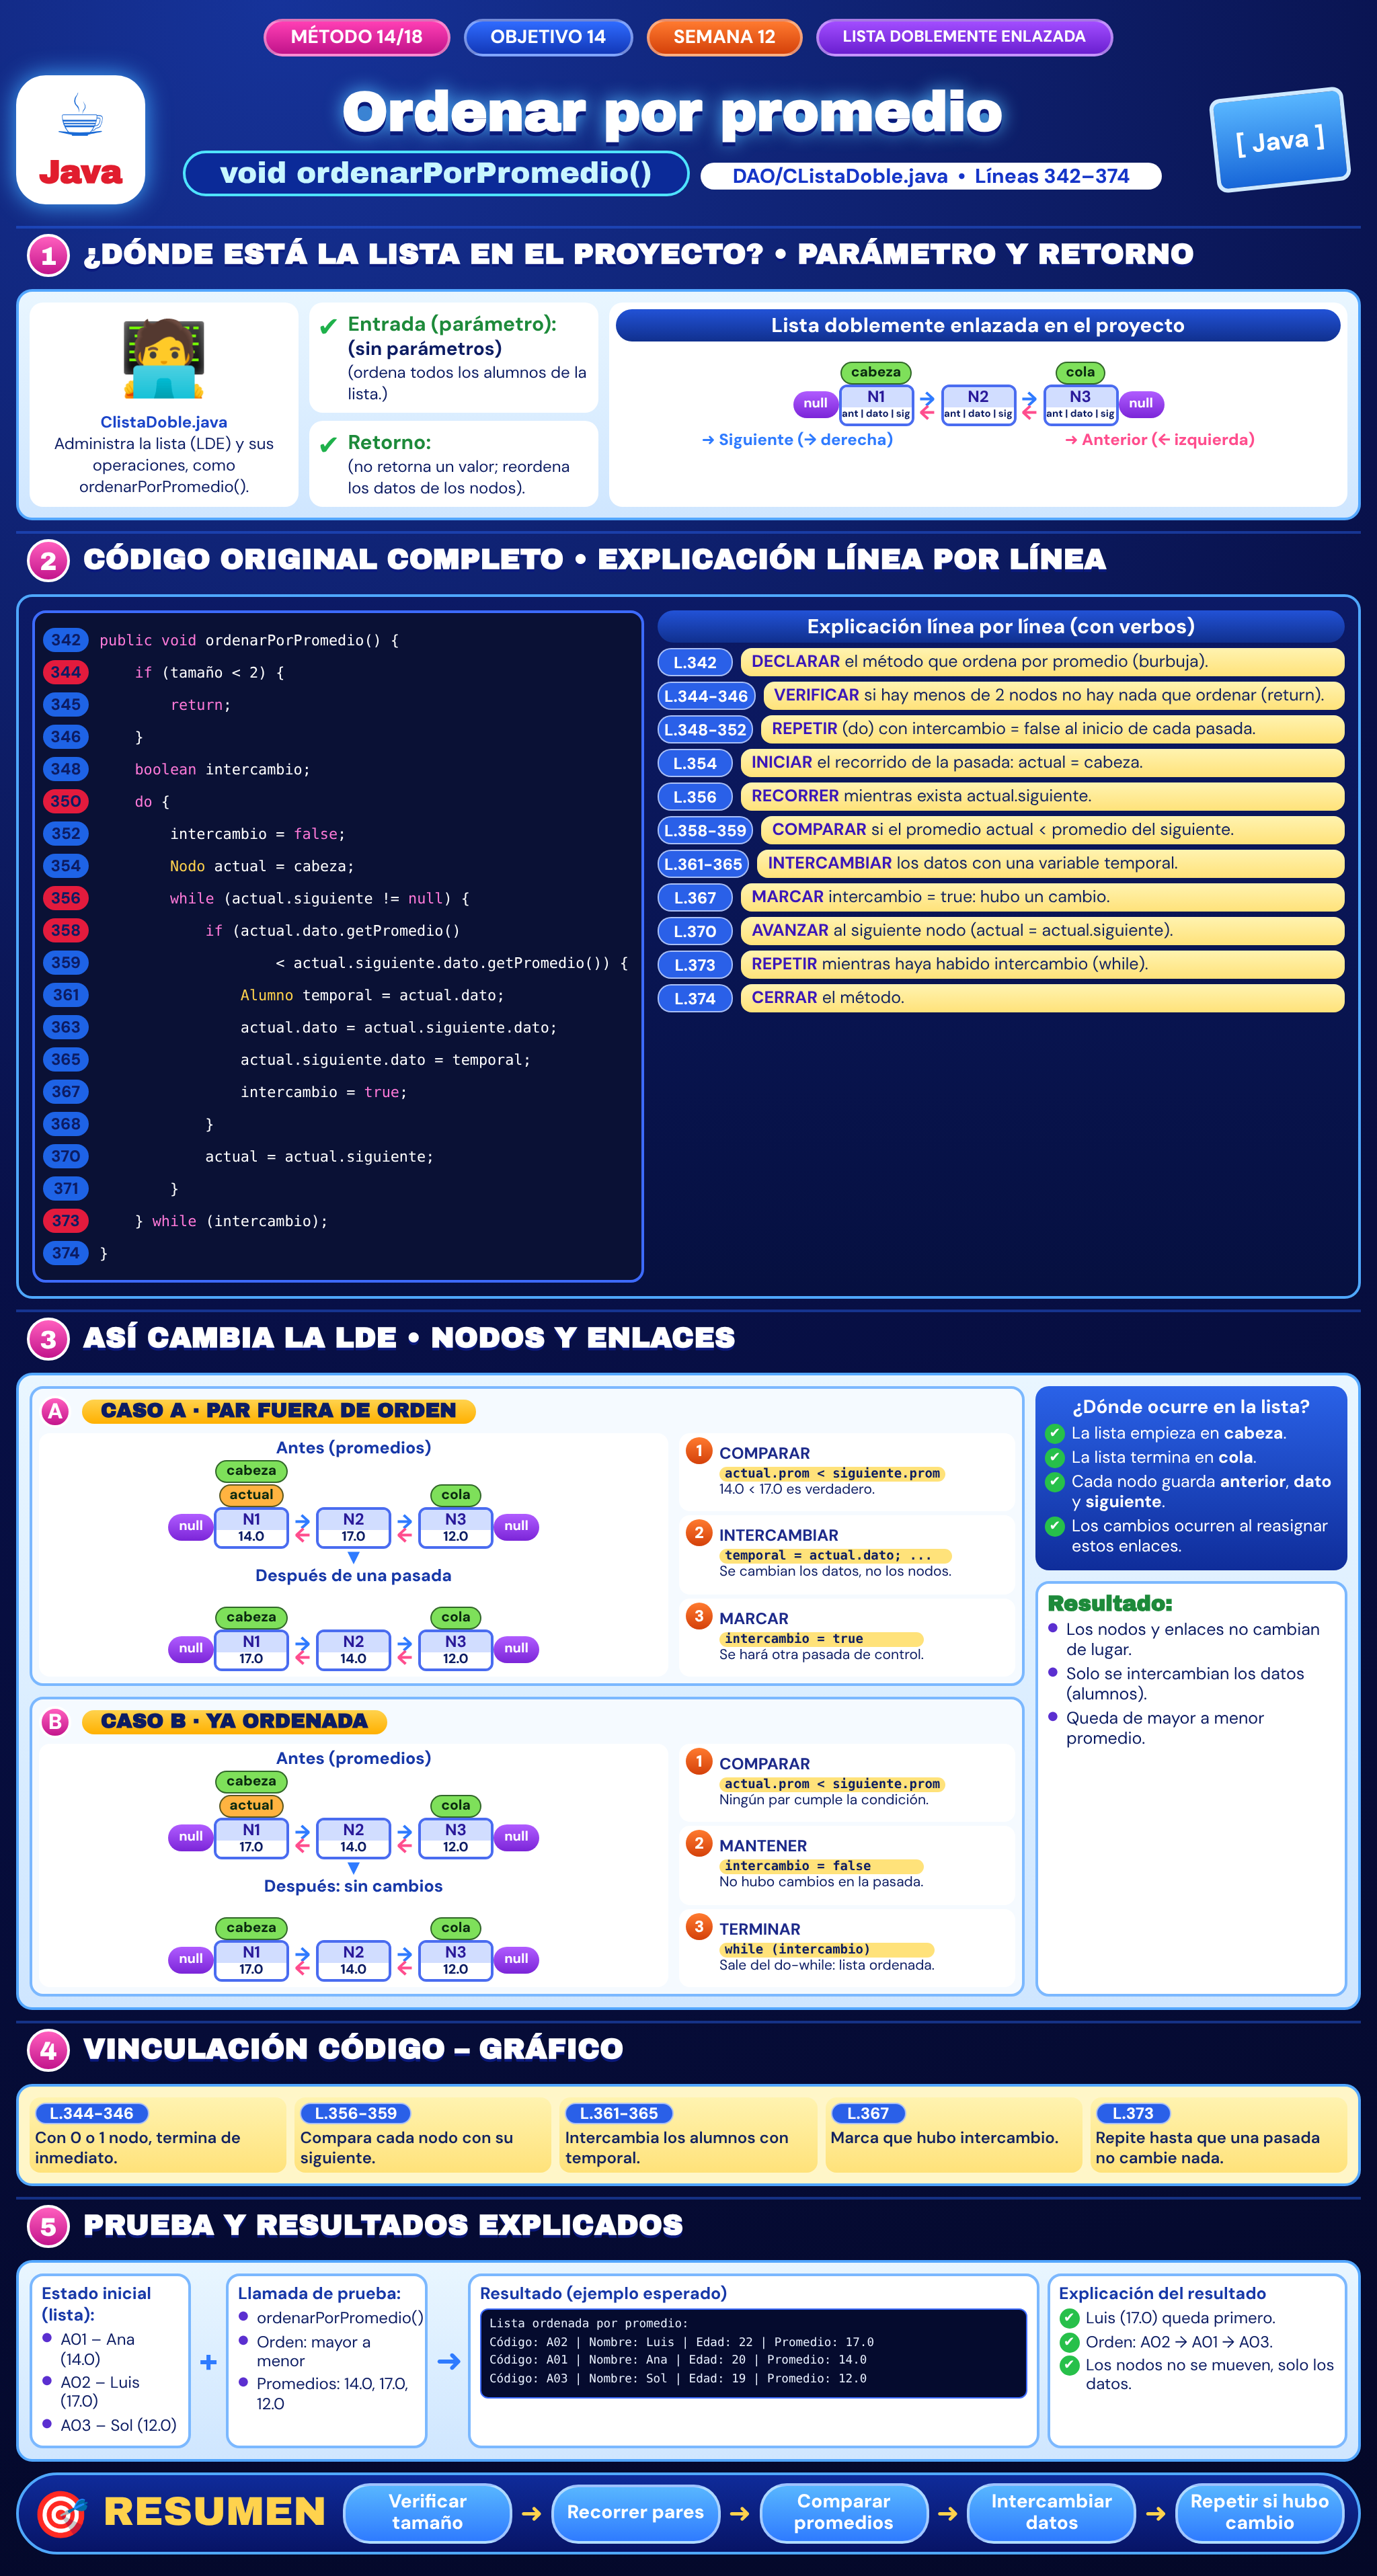 MÉTODO 14/18
OBJETIVO 14
SEMANA 12
LISTA DOBLEMENTE ENLAZADA
Java
Ordenar por promedio
void ordenarPorPromedio()
DAO/CListaDoble.java • Líneas 342–374
[ Java ]
1 ¿DÓNDE ESTÁ LA LISTA EN EL PROYECTO? • PARÁMETRO Y RETORNO
ClistaDoble.java
Administra la lista (LDE) y sus
operaciones, como
ordenarPorPromedio().
✔ Entrada (parámetro):
(sin parámetros)
(ordena todos los alumnos de la
lista.)
✔ Retorno:
(no retorna un valor; reordena
los datos de los nodos).
Lista doblemente enlazada en el proyecto
cabeza
cola
null
N1
N2
N3
null
ant | dato | sig
ant | dato | sig
ant | dato | sig
→ Siguiente (→ derecha)
→ Anterior (← izquierda)
2 CÓDIGO ORIGINAL COMPLETO • EXPLICACIÓN LÍNEA POR LÍNEA
342 public void ordenarPorPromedio() {
344 if (tamaño < 2) {
345 return;
346 }
348 boolean intercambio;
350 do {
352 intercambio = false;
354 Nodo actual = cabeza;
356 while (actual.siguiente != null) {
358 if (actual.dato.getPromedio()
359 < actual.siguiente.dato.getPromedio()) {
361 Alumno temporal = actual.dato;
363 actual.dato = actual.siguiente.dato;
365 actual.siguiente.dato = temporal;
367 intercambio = true;
368 }
370 actual = actual.siguiente;
371 }
373 } while (intercambio);
374 }
Explicación línea por línea (con verbos)
L.342 DECLARAR el método que ordena por promedio (burbuja).
L.344-346 VERIFICAR si hay menos de 2 nodos no hay nada que ordenar (return).
L.348-352 REPETIR (do) con intercambio = false al inicio de cada pasada.
L.354 INICIAR el recorrido de la pasada: actual = cabeza.
L.356 RECORRER mientras exista actual.siguiente.
L.358-359 COMPARAR si el promedio actual < promedio del siguiente.
L.361-365 INTERCAMBIAR los datos con una variable temporal.
L.367 MARCAR intercambio = true: hubo un cambio.
L.370 AVANZAR al siguiente nodo (actual = actual.siguiente).
L.373 REPETIR mientras haya habido intercambio (while).
L.374 CERRAR el método.
3 ASÍ CAMBIA LA LDE • NODOS Y ENLACES
A CASO A · PAR FUERA DE ORDEN
Antes (promedios)
cabeza
actual
cola
null
N1
N2
N3
null
14.0
17.0
12.0
Después de una pasada
cabeza
cola
null
N1
N2
N3
null
17.0
14.0
12.0
1 COMPARAR
actual.prom < siguiente.prom
14.0 < 17.0 es verdadero.
2 INTERCAMBIAR
temporal = actual.dato; ...
Se cambian los datos, no los nodos.
3 MARCAR
intercambio = true
Se hará otra pasada de control.
B CASO B · YA ORDENADA
Antes (promedios)
cabeza
actual
cola
null
N1
N2
N3
null
17.0
14.0
12.0
Después: sin cambios
cabeza
cola
null
N1
N2
N3
null
17.0
14.0
12.0
1 COMPARAR
actual.prom < siguiente.prom
Ningún par cumple la condición.
2 MANTENER
intercambio = false
No hubo cambios en la pasada.
3 TERMINAR
while (intercambio)
Sale del do-while: lista ordenada.
¿Dónde ocurre en la lista?
✔ La lista empieza en cabeza.
✔ La lista termina en cola.
✔ Cada nodo guarda anterior, dato
y siguiente.
✔ Los cambios ocurren al reasignar
estos enlaces.
Resultado:
• Los nodos y enlaces no cambian
de lugar.
• Solo se intercambian los datos
(alumnos).
• Queda de mayor a menor
promedio.
4 VINCULACIÓN CÓDIGO – GRÁFICO
L.344-346
Con 0 o 1 nodo, termina de
inmediato.
L.356-359
Compara cada nodo con su
siguiente.
L.361-365
Intercambia los alumnos con
temporal.
L.367
Marca que hubo intercambio.
L.373
Repite hasta que una pasada
no cambie nada.
5 PRUEBA Y RESULTADOS EXPLICADOS
Estado inicial
(lista):
• A01 – Ana
(14.0)
• A02 – Luis
(17.0)
• A03 – Sol (12.0)
+
Llamada de prueba:
• ordenarPorPromedio()
• Orden: mayor a
menor
• Promedios: 14.0, 17.0,
12.0
→
Resultado (ejemplo esperado)
Lista ordenada por promedio:
Código: A02 | Nombre: Luis | Edad: 22 | Promedio: 17.0
Código: A01 | Nombre: Ana | Edad: 20 | Promedio: 14.0
Código: A03 | Nombre: Sol | Edad: 19 | Promedio: 12.0
Explicación del resultado
✔ Luis (17.0) queda primero.
✔ Orden: A02 → A01 → A03.
✔ Los nodos no se mueven, solo los
datos.
RESUMEN
Verificar
tamaño
→
Recorrer pares
→
Comparar
promedios
→
Intercambiar
datos
→
Repetir si hubo
cambio